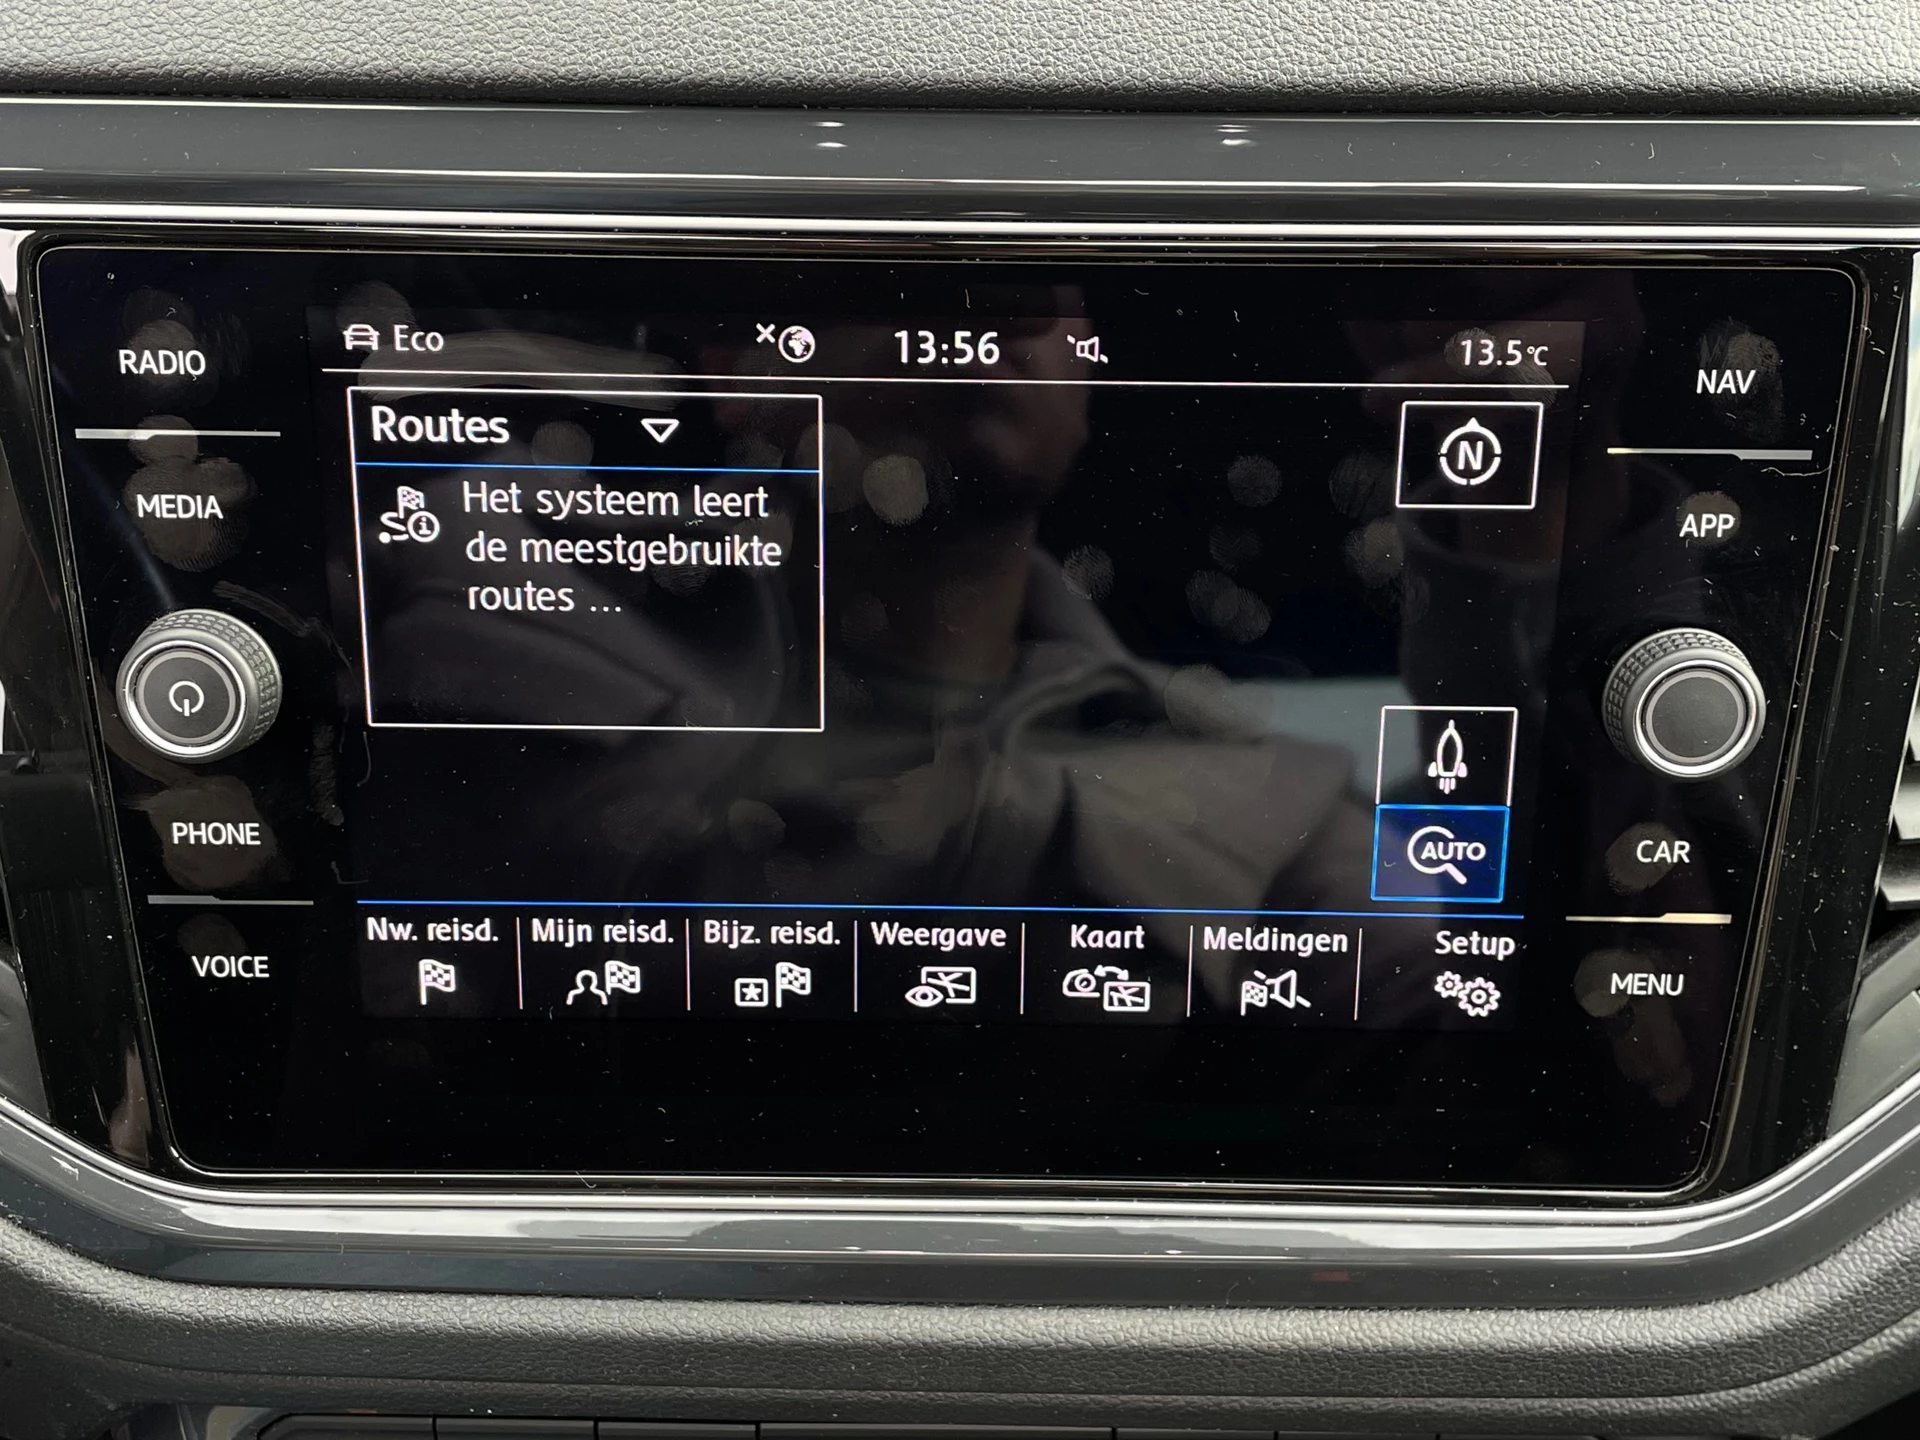 RADIO
MEDIA
PHONE
VOICE
Eco
13:56
13.5°C
Routes
Het systeem leert
de meestgebruikte
routes ...
N
AUTO
Nw. reisd.
Mijn reisd.
Bijz. reisd.
Weergave
Kaart
Meldingen
Setup
NAV
APP
CAR
MENU